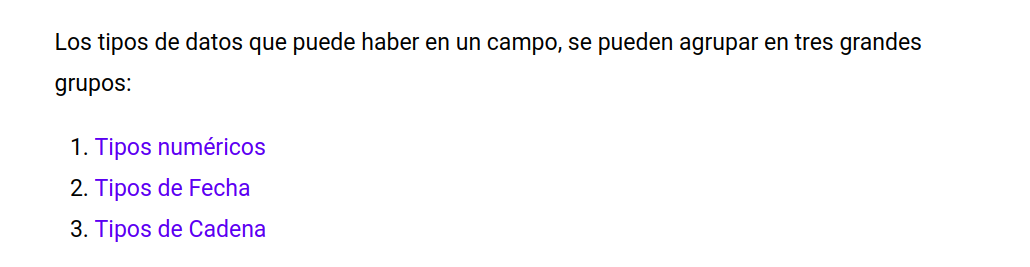 Los tipos de datos que puede haber en un campo, se pueden agrupar en tres grandes
grupos:
1. Tipos numéricos
2. Tipos de Fecha
3. Tipos de Cadena